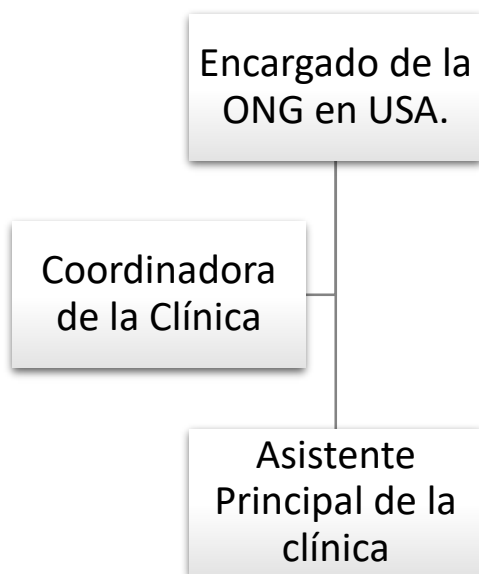 Encargado de la
ONG en USA.
Coordinadora
de la Clínica
Asistente
Principal de la
clínica